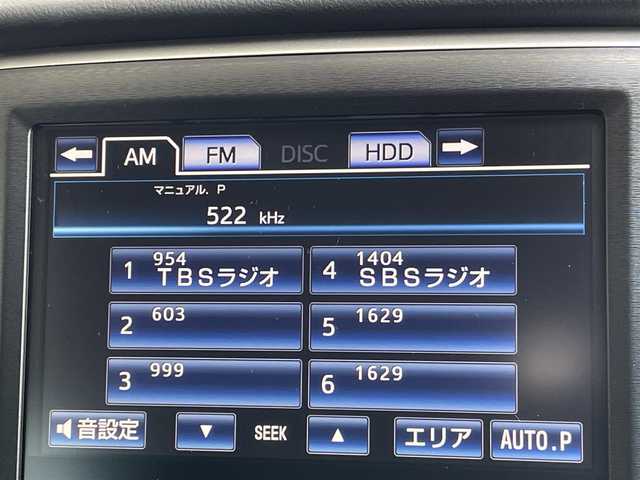 AM FM DISC HDD
マニュアル. P
522 kHz
1 954 TBSラジオ
4 1404 SBSラジオ
2 603
5 1629
3 999
6 1629
音設定 ▼ SEEK ▲ エリア AUTO.P